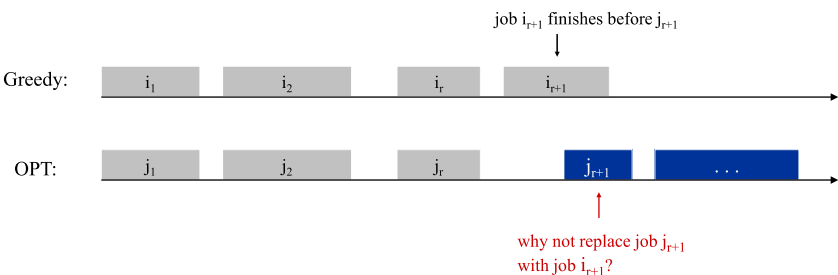 job i_{r+1} finishes before j_{r+1}
Greedy: i_1 i_2 i_r i_{r+1}
OPT: j_1 j_2 j_r j_{r+1} . . .
why not replace job j_{r+1}
with job i_{r+1}?